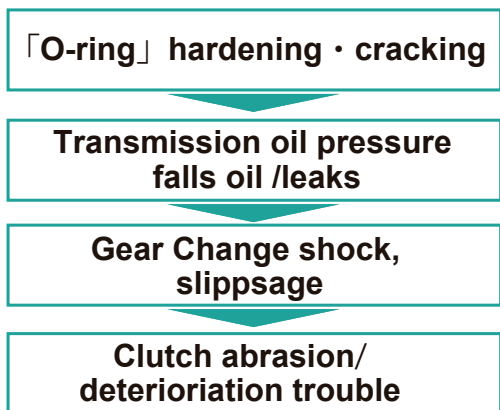 「O-ring」hardening・cracking
Transmission oil pressure
falls oil /leaks
Gear Change shock,
slippsage
Clutch abrasion/
deterioriation trouble